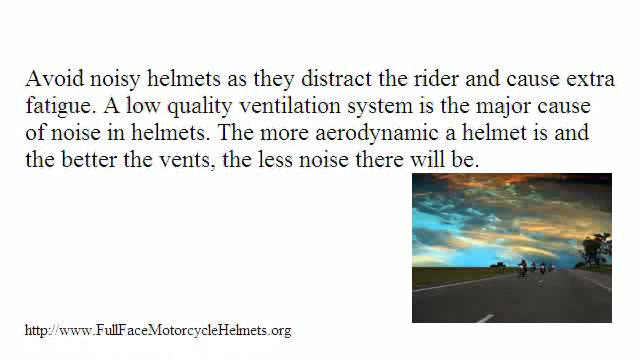 Avoid noisy helmets as they distract the rider and cause extra
fatigue. A low quality ventilation system is the major cause
of noise in helmets. The more aerodynamic a helmet is and
the better the vents, the less noise there will be.
http://www.FullFaceMotorcycleHelmets.org